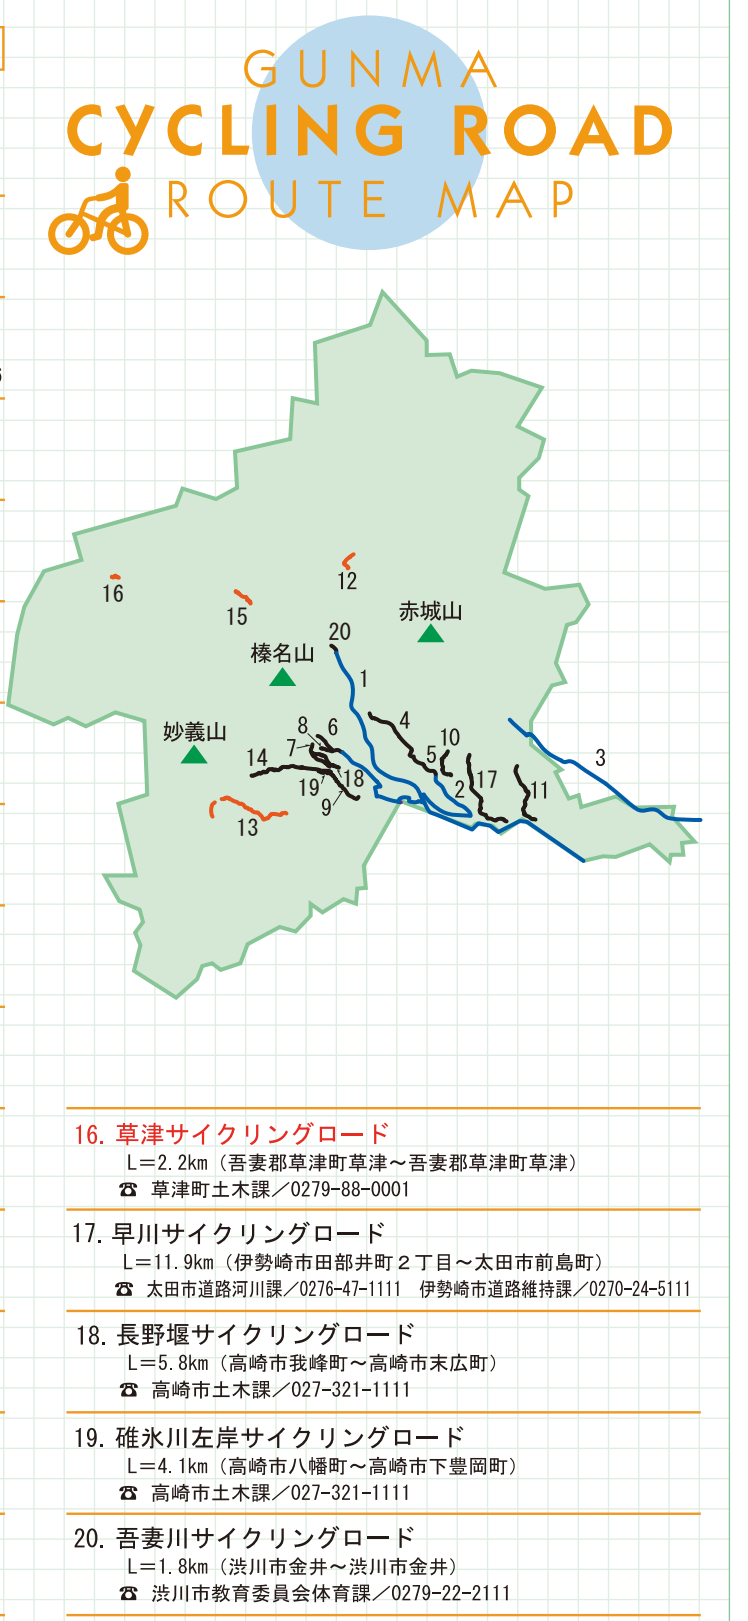 GUNMA
CYCLING ROAD
ROUTE MAP
16
15
12
赤城山
20
榛名山
1
妙義山
8
6
4
10
7
5
3
14
18
2
17
11
19
9
13
16. 草津サイクリングロード
L=2.2km（吾妻郡草津町草津～吾妻郡草津町草津）
☎ 草津町土木課／0279-88-0001
17. 早川サイクリングロード
L=11.9km（伊勢崎市田部井町２丁目～太田市前島町）
☎ 太田市道路河川課／0276-47-1111　伊勢崎市道路維持課／0270-24-5111
18. 長野堰サイクリングロード
L=5.8km（高崎市我峰町～高崎市末広町）
☎ 高崎市土木課／027-321-1111
19. 碓氷川左岸サイクリングロード
L=4.1km（高崎市八幡町～高崎市下豊岡町）
☎ 高崎市土木課／027-321-1111
20. 吾妻川サイクリングロード
L=1.8km（渋川市金井～渋川市金井）
☎ 渋川市教育委員会体育課／0279-22-2111